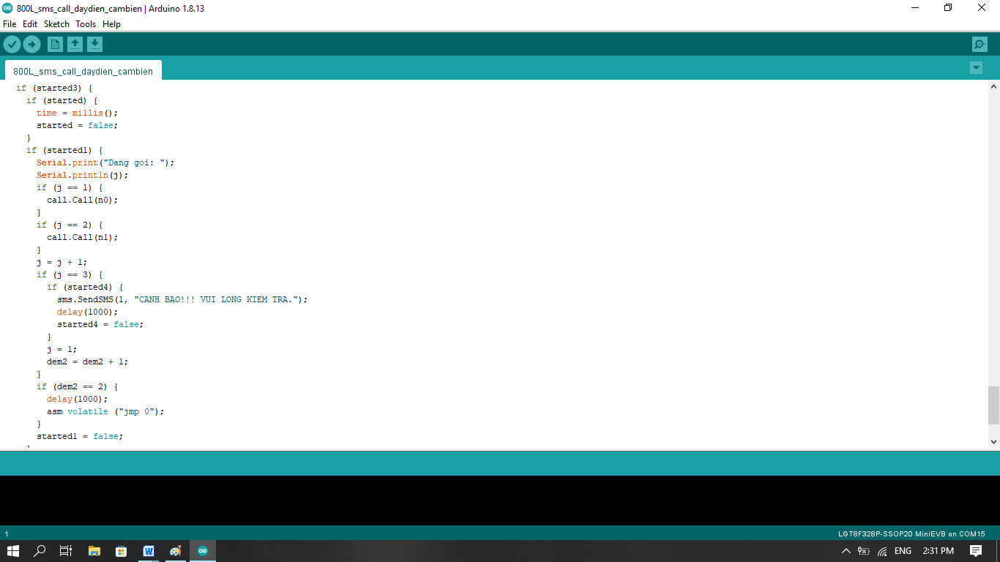 800L_sms_call_daydien_cambien | Arduino 1.8.13
File Edit Sketch Tools Help
800L_sms_call_daydien_cambien
if (started3) {
if (started) {
time = millis();
started = false;
}
if (started1) {
Serial.print("Dang goi: ");
Serial.println(j);
if (j == 1) {
call.Call(n0);
}
if (j == 2) {
call.Call(n1);
}
j = j + 1;
if (j == 3) {
if (started4) {
sms.SendSMS(1, "CANH BAO!!! VUI LONG KIEM TRA.");
delay(1000);
started4 = false;
}
j = 1;
dem2 = dem2 + 1;
}
if (dem2 == 2) {
delay(1000);
asm volatile ("jmp 0");
}
started1 = false;
1
LGT8F328P-SSOP20 MiniEVB on COM15
ENG
2:31 PM